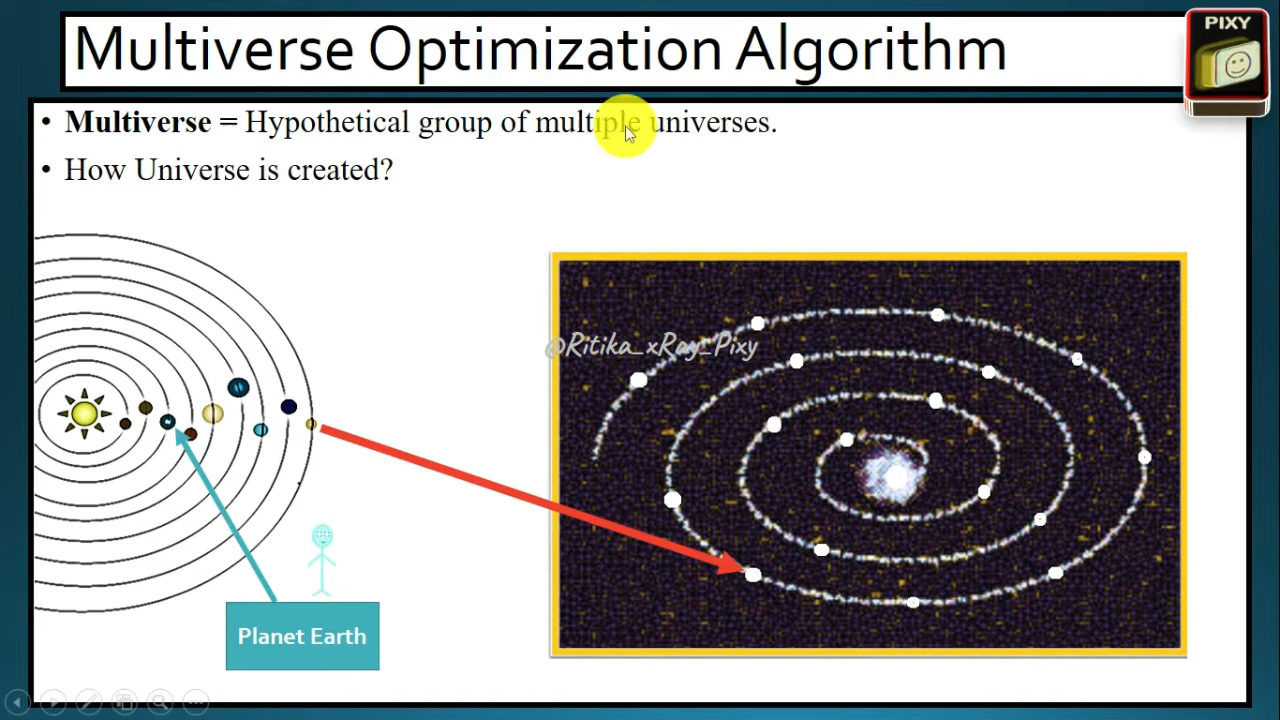 Multiverse Optimization Algorithm
PIXY
• Multiverse = Hypothetical group of multiple universes.
• How Universe is created?
@Ritika_xRay_Pixy
Planet Earth